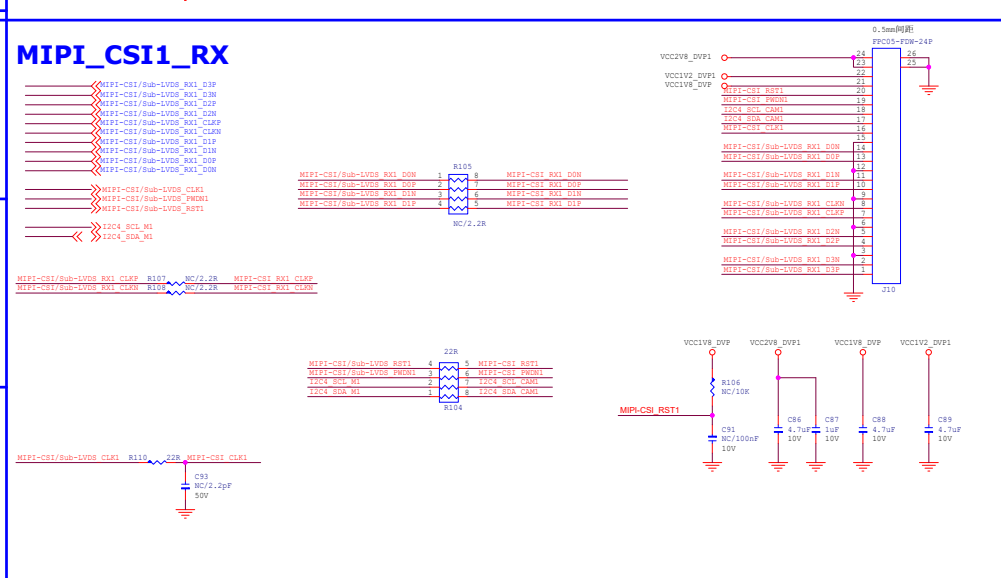 MIPI_CSI1_RX
MIPI-CSI/Sub-LVDS_RX1_D3P
MIPI-CSI/Sub-LVDS_RX1_D3N
MIPI-CSI/Sub-LVDS_RX1_D2P
MIPI-CSI/Sub-LVDS_RX1_D2N
MIPI-CSI/Sub-LVDS_RX1_CLKP
MIPI-CSI/Sub-LVDS_RX1_CLKN
MIPI-CSI/Sub-LVDS_RX1_D1P
MIPI-CSI/Sub-LVDS_RX1_D1N
MIPI-CSI/Sub-LVDS_RX1_D0P
MIPI-CSI/Sub-LVDS_RX1_D0N
MIPI-CSI/Sub-LVDS_CLK1
MIPI-CSI/Sub-LVDS_PWDN1
MIPI-CSI/Sub-LVDS_RST1
I2C4_SCL_M1
I2C4_SDA_M1
MIPI-CSI/Sub-LVDS_RX1_CLKP R107 NC/2.2R MIPI-CSI_RX1_CLKP
MIPI-CSI/Sub-LVDS_RX1_CLKN R108 NC/2.2R MIPI-CSI_RX1_CLKN
R105
MIPI-CSI/Sub-LVDS_RX1_D0N 1 8 MIPI-CSI_RX1_D0N
MIPI-CSI/Sub-LVDS_RX1_D0P 2 7 MIPI-CSI_RX1_D0P
MIPI-CSI/Sub-LVDS_RX1_D1N 3 6 MIPI-CSI_RX1_D1N
MIPI-CSI/Sub-LVDS_RX1_D1P 4 5 MIPI-CSI_RX1_D1P
NC/2.2R
0.5mm间距
FPC05-FDW-24P
VCC2V8_DVP1 24 26
23 25
VCC1V2_DVP1 22
VCC1V8_DVP 21
MIPI-CSI_RST1 20
MIPI-CSI_PWDN1 19
I2C4_SCL_CAM1 18
I2C4_SDA_CAM1 17
MIPI-CSI_CLK1 16
15
MIPI-CSI/Sub-LVDS_RX1_D0N 14
MIPI-CSI/Sub-LVDS_RX1_D0P 13
12
MIPI-CSI/Sub-LVDS_RX1_D1N 11
MIPI-CSI/Sub-LVDS_RX1_D1P 10
9
MIPI-CSI/Sub-LVDS_RX1_CLKN 8
MIPI-CSI/Sub-LVDS_RX1_CLKP 7
6
MIPI-CSI/Sub-LVDS_RX1_D2N 5
MIPI-CSI/Sub-LVDS_RX1_D2P 4
3
MIPI-CSI/Sub-LVDS_RX1_D3N 2
MIPI-CSI/Sub-LVDS_RX1_D3P 1
J10
22R
MIPI-CSI/Sub-LVDS_RST1 4 5 MIPI-CSI_RST1
MIPI-CSI/Sub-LVDS_PWDN1 3 6 MIPI-CSI_PWDN1
I2C4_SCL_M1 2 7 I2C4_SCL_CAM1
I2C4_SDA_M1 1 8 I2C4_SDA_CAM1
R104
VCC1V8_DVP VCC2V8_DVP1 VCC1V8_DVP VCC1V2_DVP1
R106
NC/10K
MIPI-CSI_RST1
C91
NC/100nF
10V
C86
4.7uF
10V
C87
1uF
10V
C88
4.7uF
10V
C89
4.7uF
10V
MIPI-CSI/Sub-LVDS_CLK1 R110 22R MIPI-CSI_CLK1
C93
NC/2.2pF
50V